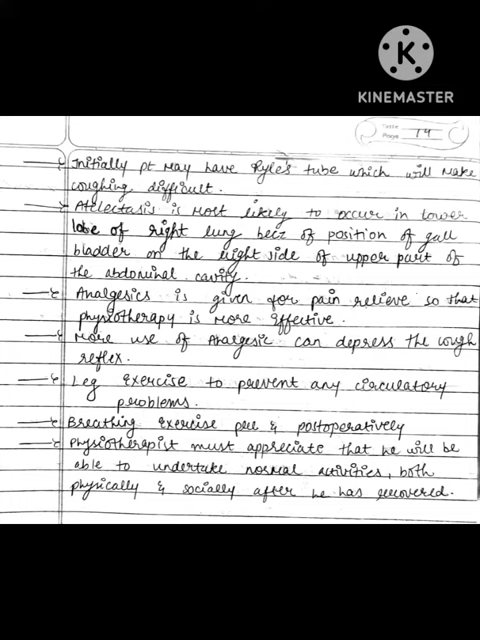 KINEMASTER
Page 14
Initially pt may have Ryle's tube which will make
coughing difficult.
Atelectasis is most likely to occur in lower
lobe of right lung becz of position of gall
bladder on the right side of upper part of
the abdominal cavity.
Analgesics is given for pain relieve so that
physiotherapy is more effective.
More use of Analgesic can depress the cough
reflex.
Leg exercise to prevent any circulatory
problems.
Breathing exercise pre & postoperatively
Physiotherapist must appreciate that he will be
able to undertake normal activities, both
physically & socially after he has recovered.